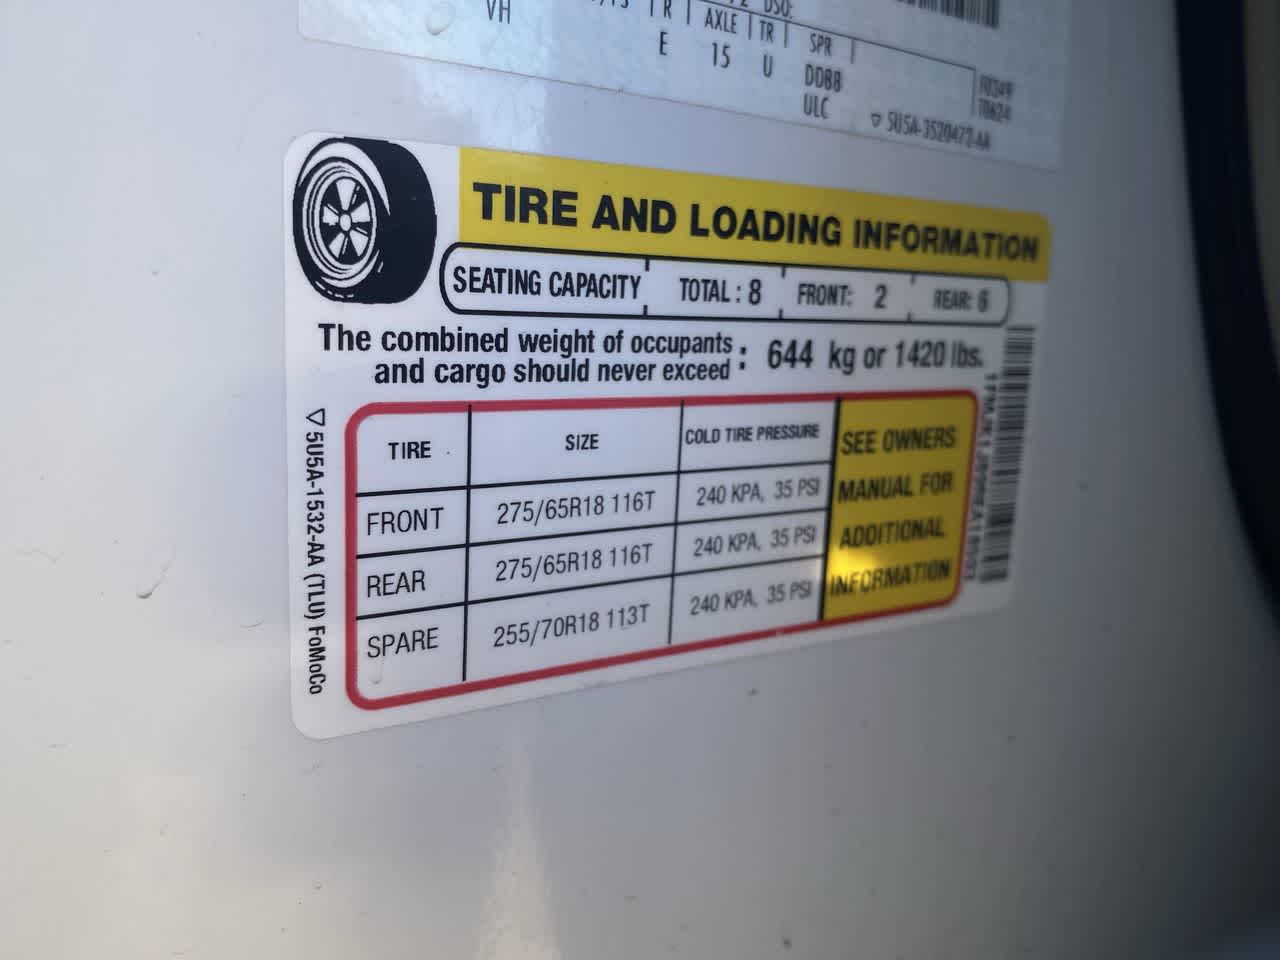 VH
R AXLE TR SPR
E 15 U DDBB
ULC
F0349
T0624
▽ 5U5A-3520472-AA
TIRE AND LOADING INFORMATION
SEATING CAPACITY TOTAL : 8 FRONT: 2 REAR: 6
The combined weight of occupants
and cargo should never exceed : 644 kg or 1420 lbs.
TIRE SIZE COLD TIRE PRESSURE
FRONT 275/65R18 116T 240 KPA, 35 PSI
REAR 275/65R18 116T 240 KPA, 35 PSI
SPARE 255/70R18 113T 240 KPA, 35 PSI
SEE OWNERS
MANUAL FOR
ADDITIONAL
INFORMATION
▽ 5U5A-1532-AA (TLU) FoMoCo